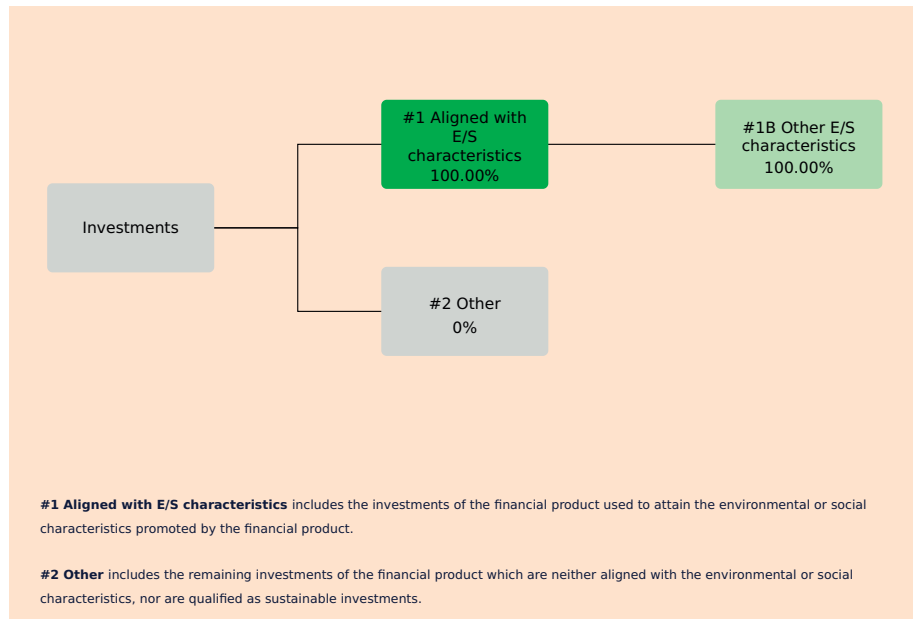 #1 Aligned with
E/S
characteristics
100.00%
#1B Other E/S
characteristics
100.00%
Investments
#2 Other
0%
#1 Aligned with E/S characteristics includes the investments of the financial product used to attain the environmental or social
characteristics promoted by the financial product.
#2 Other includes the remaining investments of the financial product which are neither aligned with the environmental or social
characteristics, nor are qualified as sustainable investments.